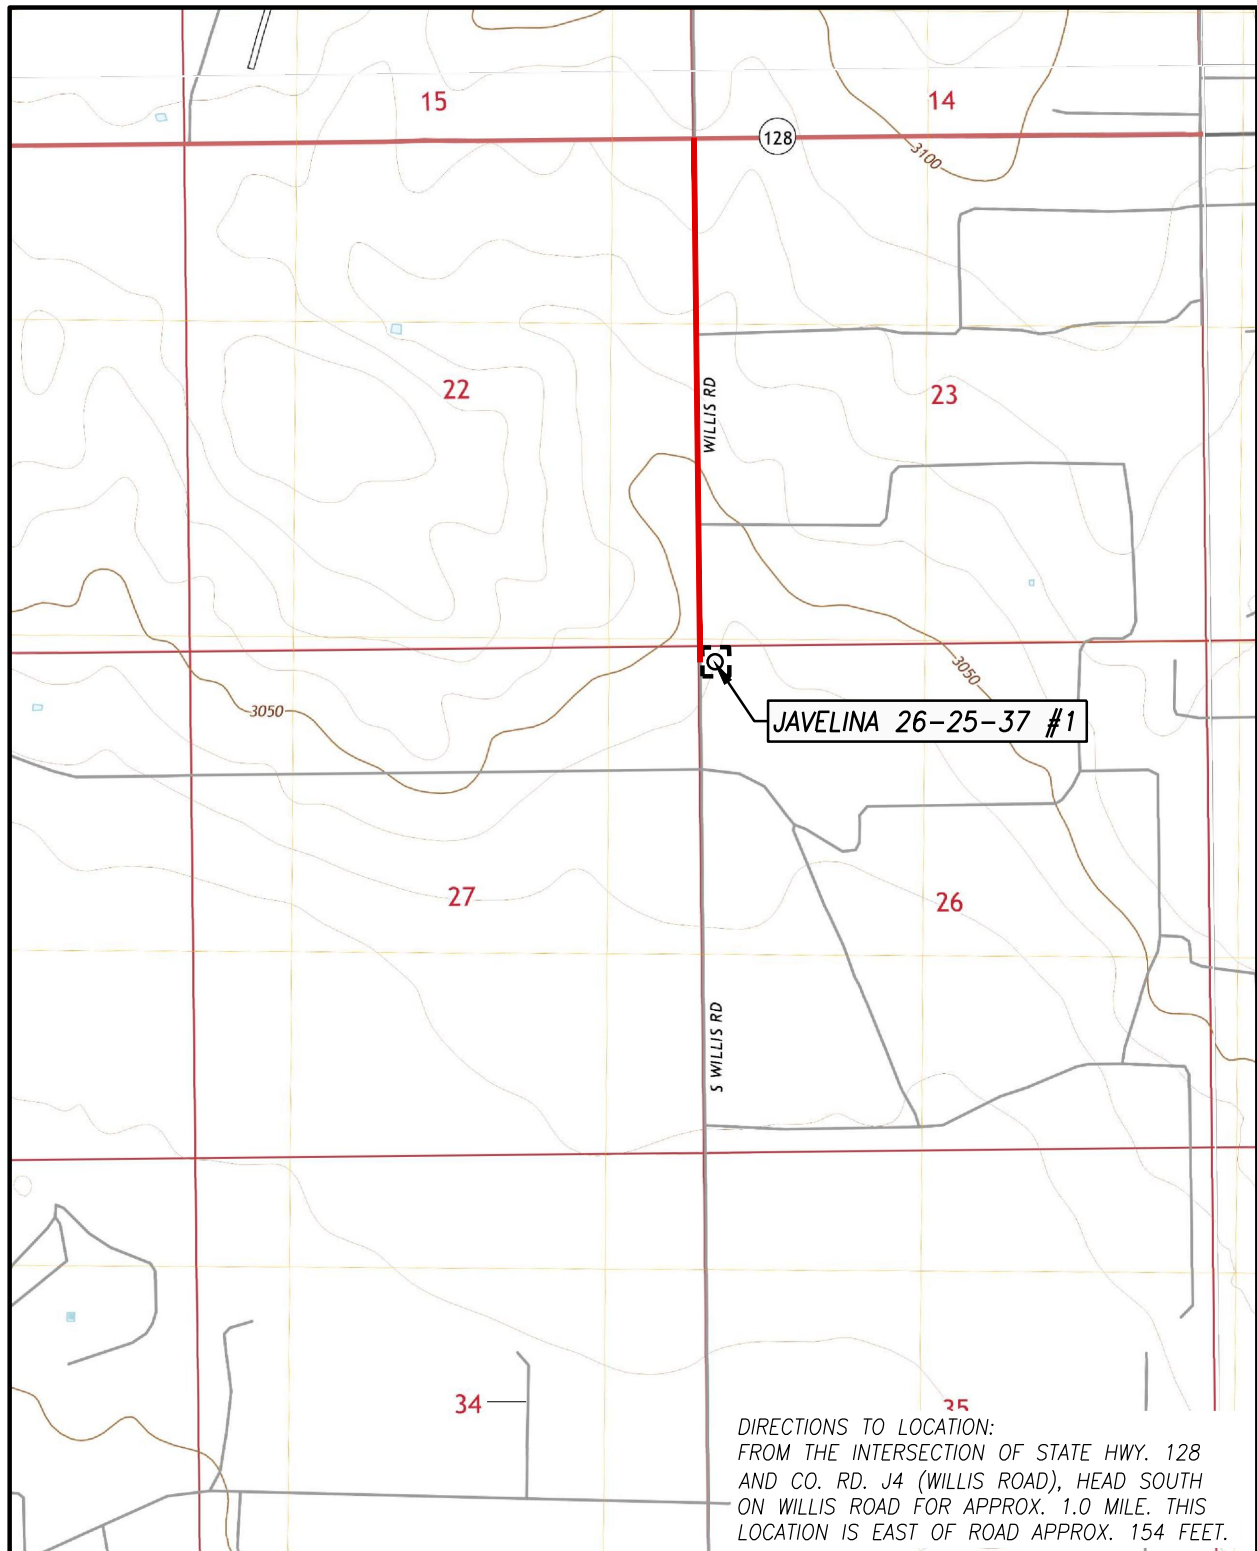 15
14
128
3100
22
WILLIS RD
23
3050
3050
JAVELINA 26-25-37 #1
27
26
S WILLIS RD
34
35
DIRECTIONS TO LOCATION:
FROM THE INTERSECTION OF STATE HWY. 128
AND CO. RD. J4 (WILLIS ROAD), HEAD SOUTH
ON WILLIS ROAD FOR APPROX. 1.0 MILE. THIS
LOCATION IS EAST OF ROAD APPROX. 154 FEET.